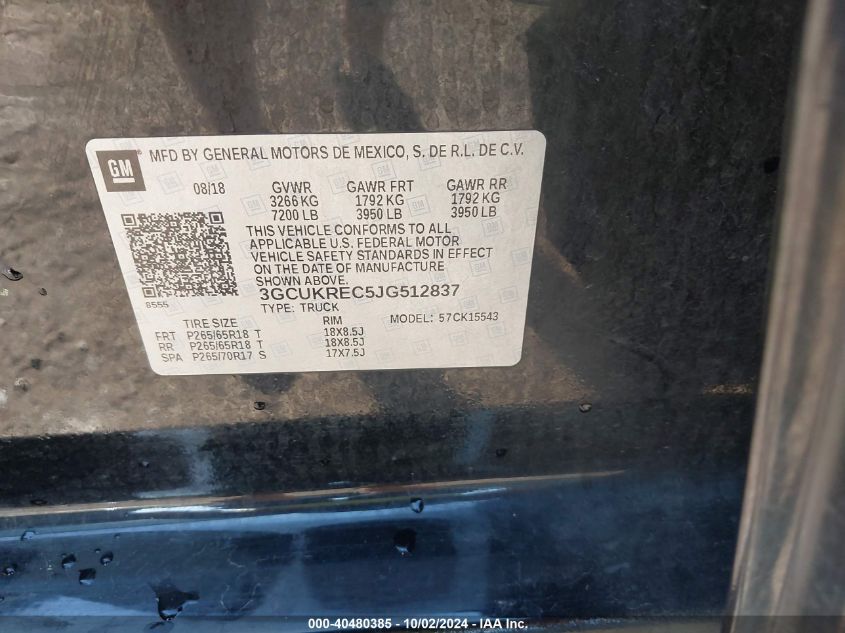 GM
MFD BY GENERAL MOTORS DE MEXICO, S. DE R.L. DE C.V.
08/18 GVWR GAWR FRT GAWR RR
3266 KG 1792 KG 1792 KG
7200 LB 3950 LB 3950 LB
THIS VEHICLE CONFORMS TO ALL
APPLICABLE U.S. FEDERAL MOTOR
VEHICLE SAFETY STANDARDS IN EFFECT
ON THE DATE OF MANUFACTURE
SHOWN ABOVE.
8555
3GCUKREC5JG512837
TYPE: TRUCK
TIRE SIZE RIM MODEL: 57CK15543
FRT P265/65R18 T 18X8.5J
RR P265/65R18 T 18X8.5J
SPA P265/70R17 S 17X7.5J
000-40480385 - 10/02/2024 - IAA Inc.